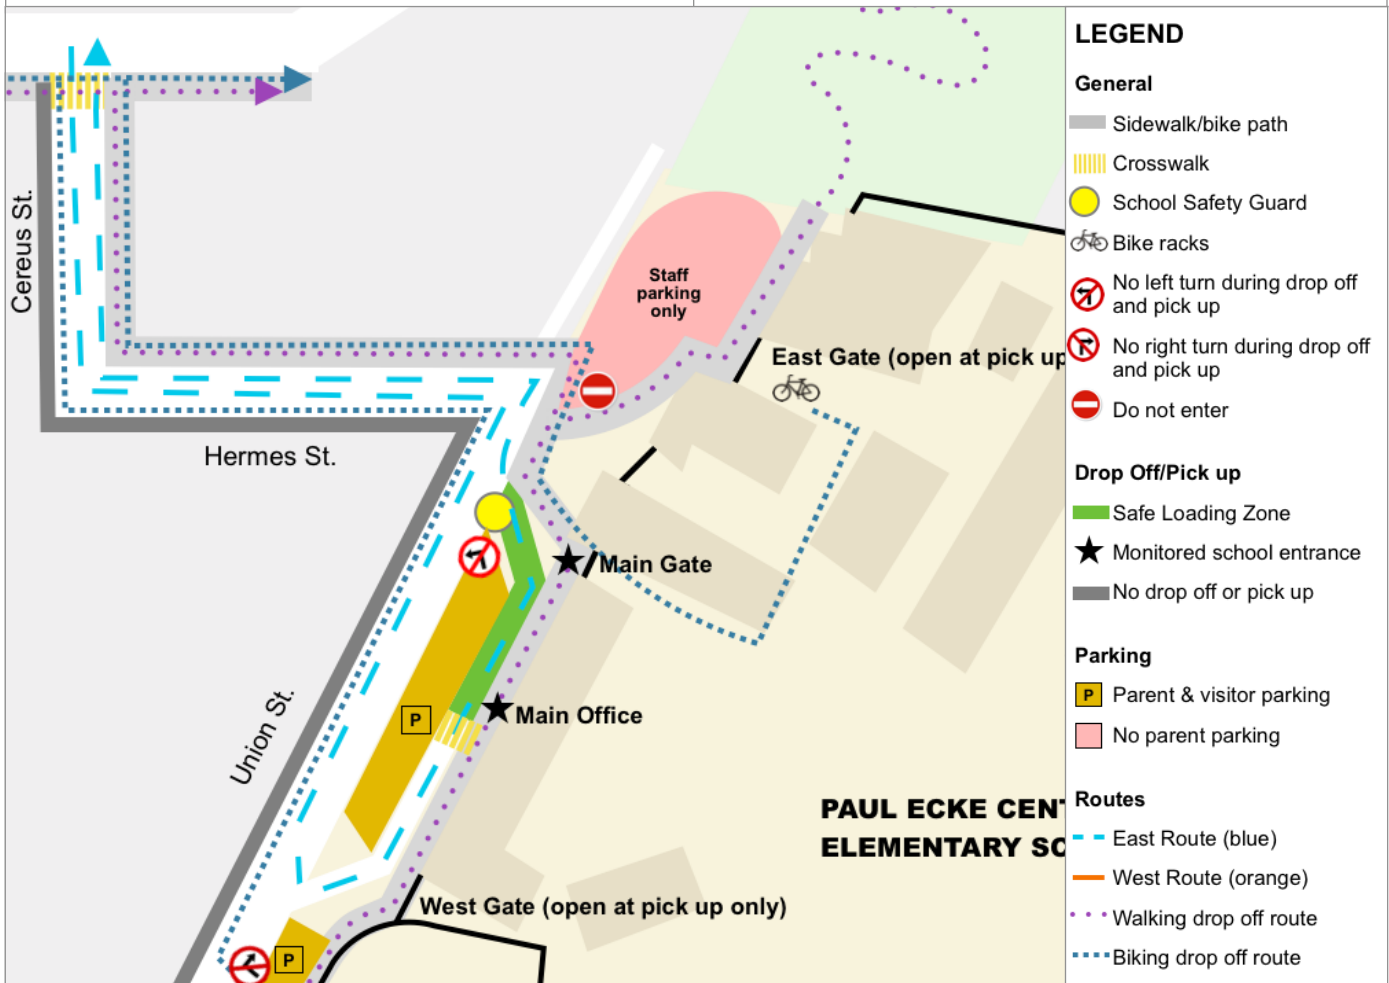 LEGEND
General
Sidewalk/bike path
Crosswalk
School Safety Guard
Bike racks
No left turn during drop off
and pick up
No right turn during drop off
and pick up
Do not enter
Drop Off/Pick up
Safe Loading Zone
Monitored school entrance
No drop off or pick up
Parking
P Parent & visitor parking
No parent parking
Routes
East Route (blue)
West Route (orange)
Walking drop off route
Biking drop off route
Cereus St.
Staff
parking
only
East Gate (open at pick up
Hermes St.
Main Gate
P
Main Office
Union St.
PAUL ECKE CENT
ELEMENTARY SC
West Gate (open at pick up only)
P